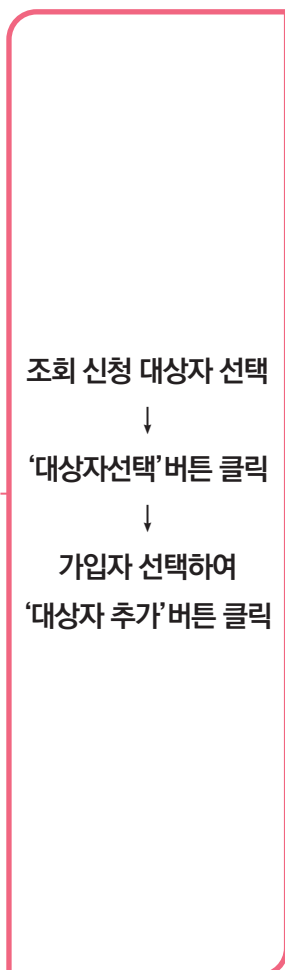 조회 신청 대상자 선택
↓
‘대상자선택’버튼 클릭
↓
가입자 선택하여
‘대상자 추가’버튼 클릭